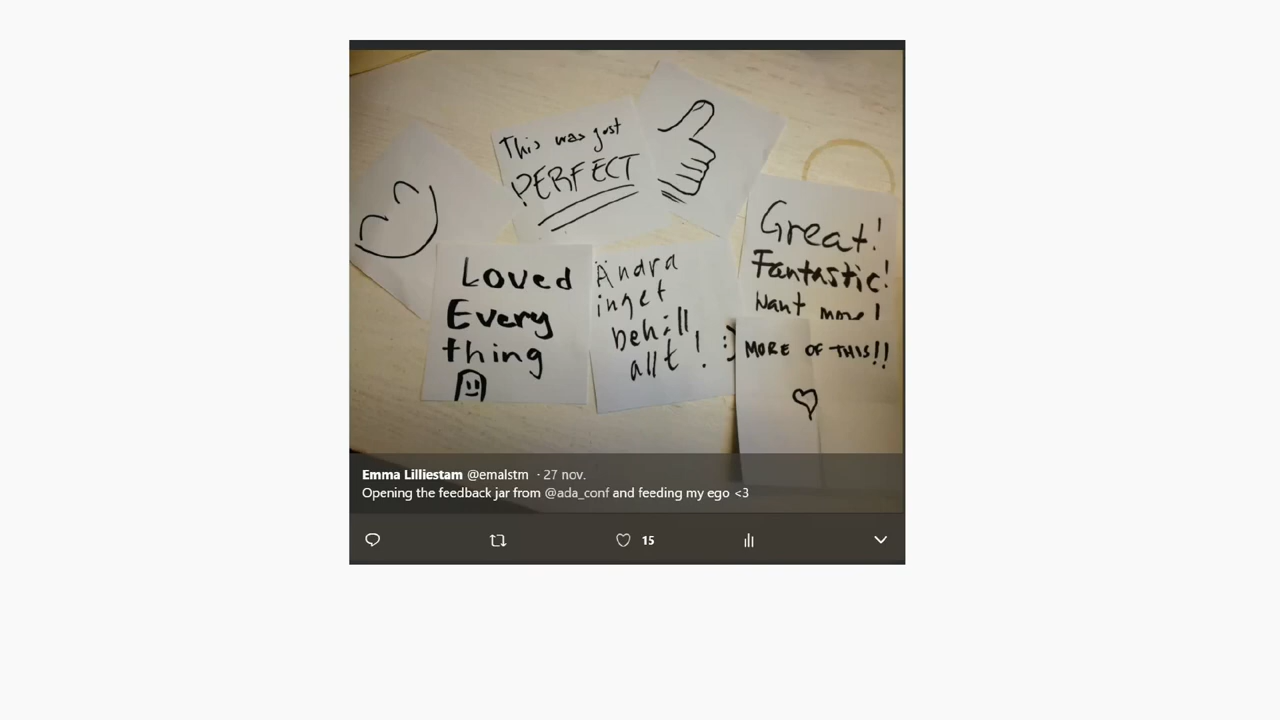 This was just
PERFECT
Great!
Fantastic!
Want more!
Loved
Every
thing
Ändra
inget
behåll
allt! :)
MORE OF THIS!!
Emma Lilliestam @emalstm · 27 nov.
Opening the feedback jar from @ada_conf and feeding my ego <3
15